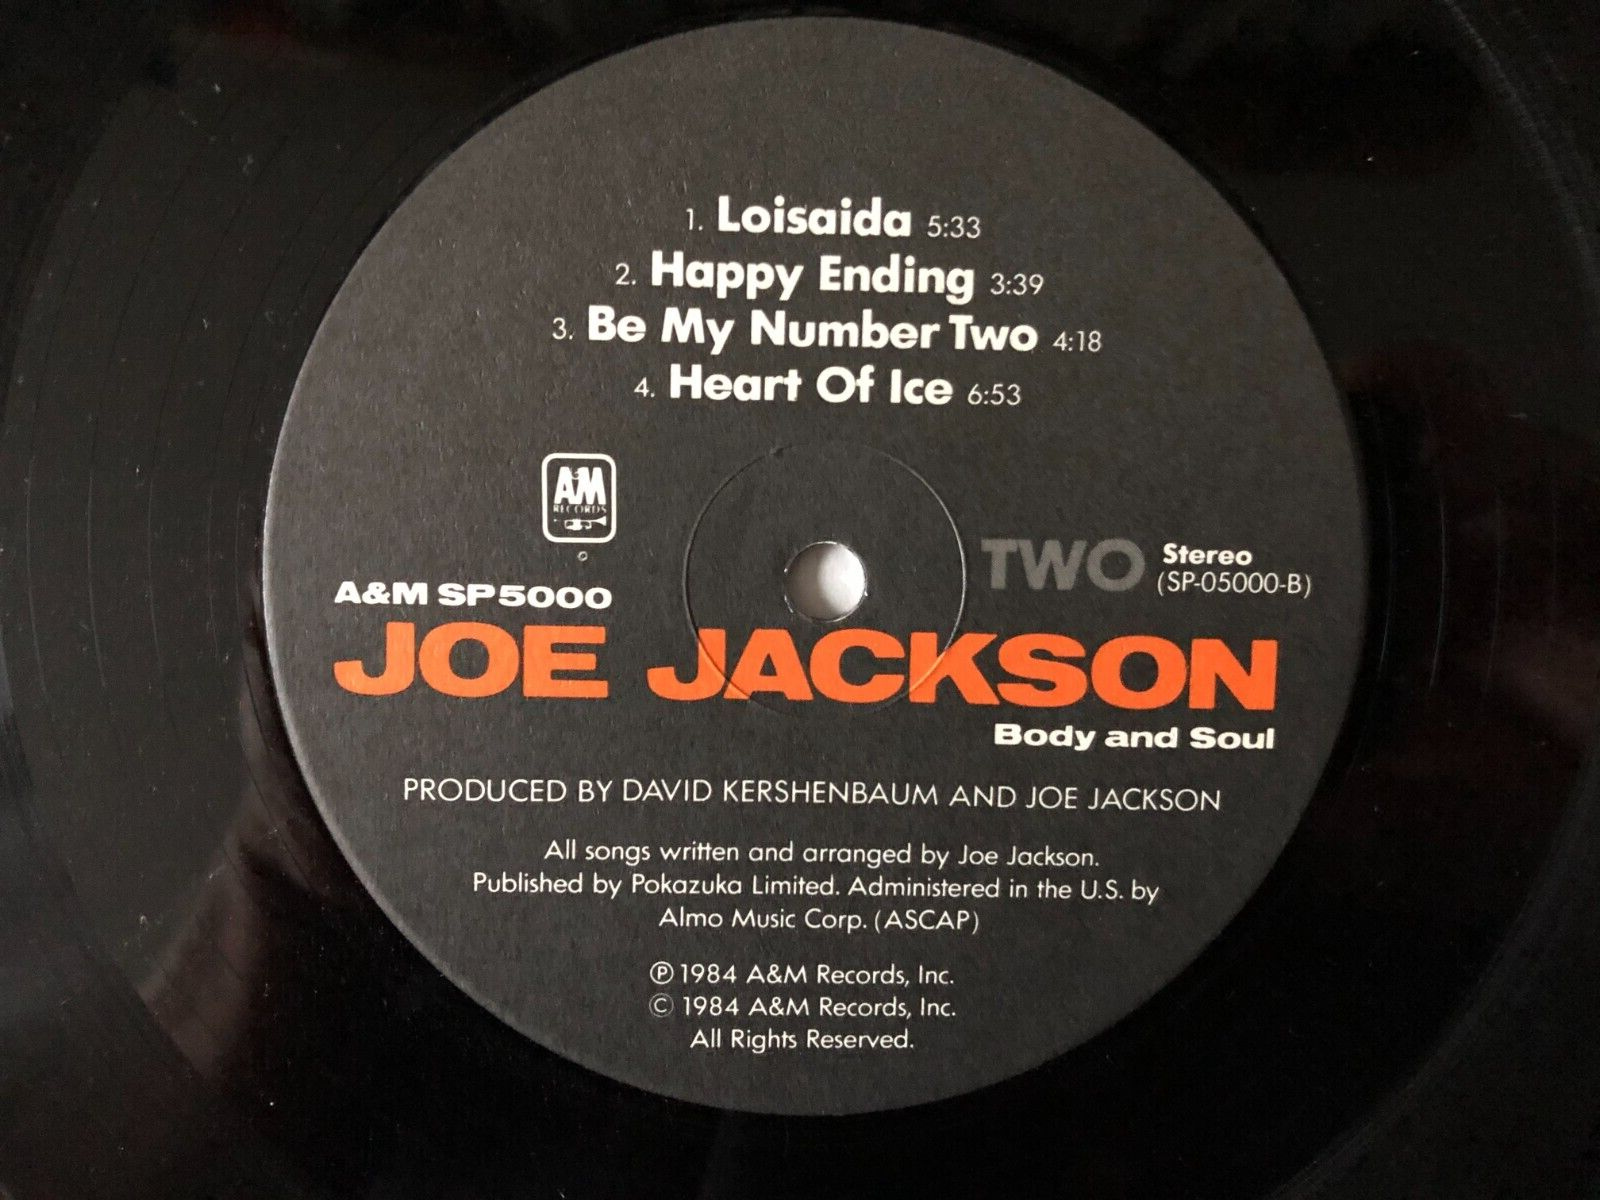 1. Loisaida 5:33
2. Happy Ending 3:39
3. Be My Number Two 4:18
4. Heart Of Ice 6:53
A&M
RECORDS
TWO Stereo
(SP-05000-B)
A&M SP5000
JOE JACKSON
Body and Soul
PRODUCED BY DAVID KERSHENBAUM AND JOE JACKSON
All songs written and arranged by Joe Jackson.
Published by Pokazuka Limited. Administered in the U.S. by
Almo Music Corp. (ASCAP)
℗ 1984 A&M Records, Inc.
© 1984 A&M Records, Inc.
All Rights Reserved.